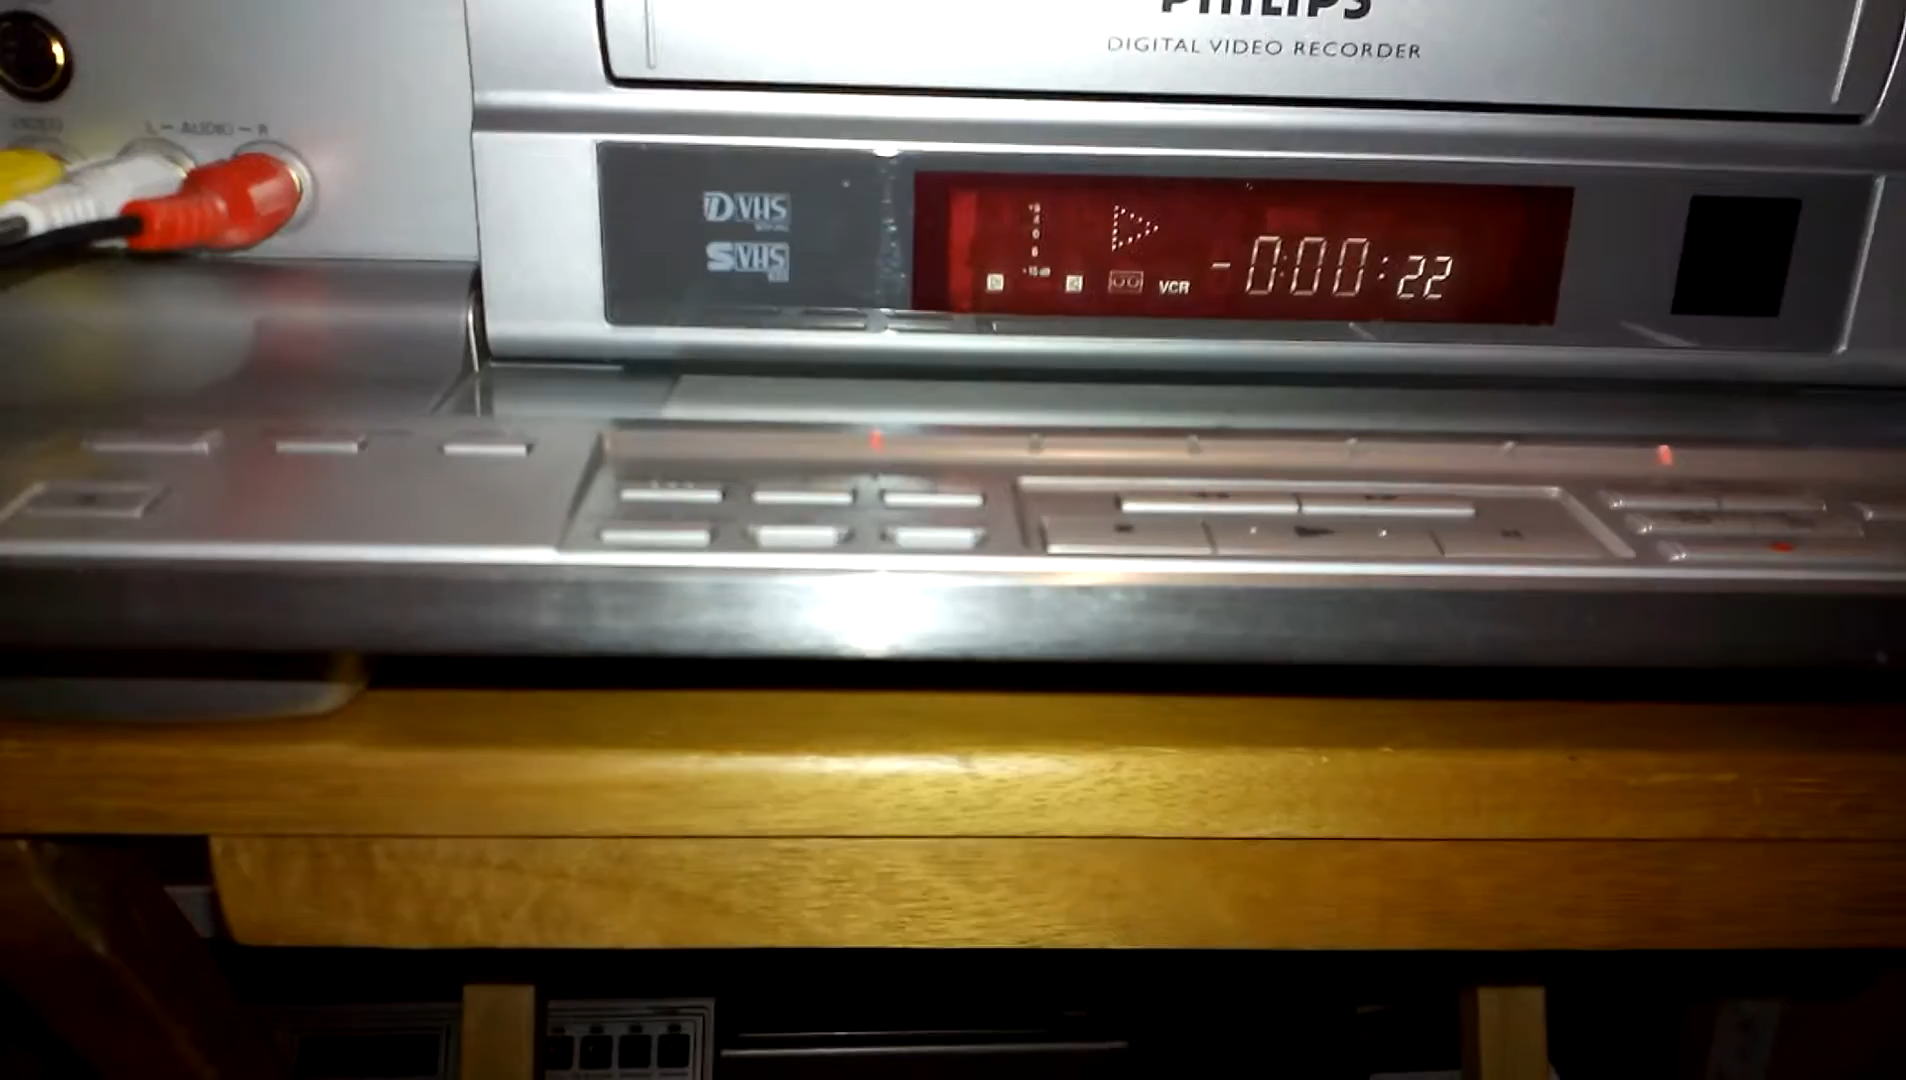 PHILIPS
DIGITAL VIDEO RECORDER
L - AUDIO - R
D VHS
S VHS
VCR
-0:00:22